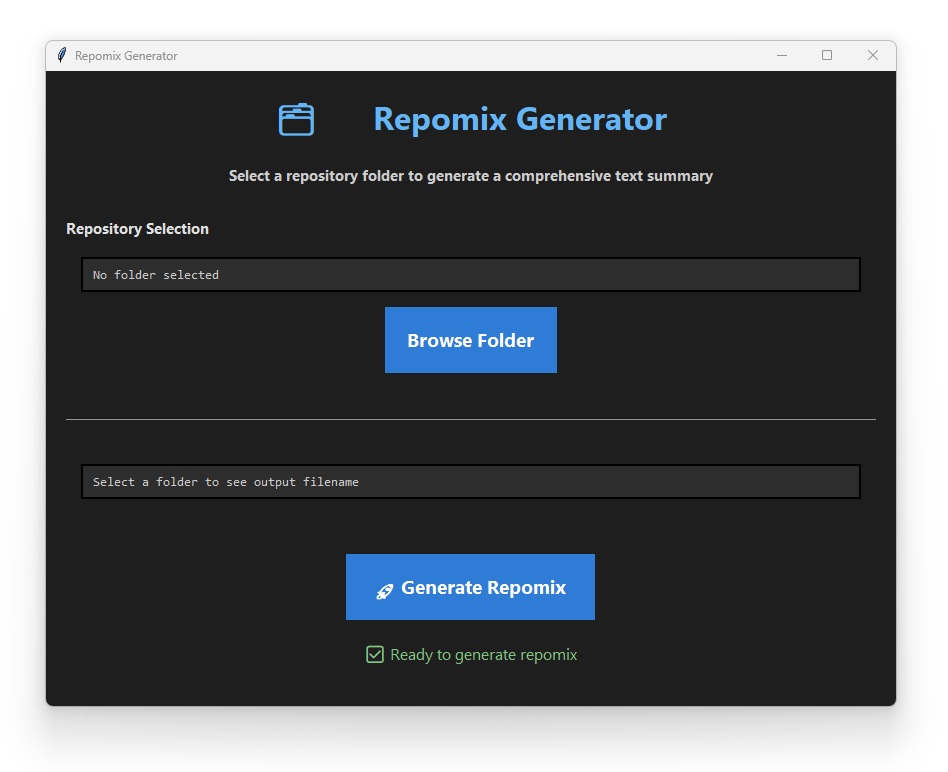 Repomix Generator
Repomix Generator
Select a repository folder to generate a comprehensive text summary
Repository Selection
No folder selected
Browse Folder
Select a folder to see output filename
Generate Repomix
Ready to generate repomix